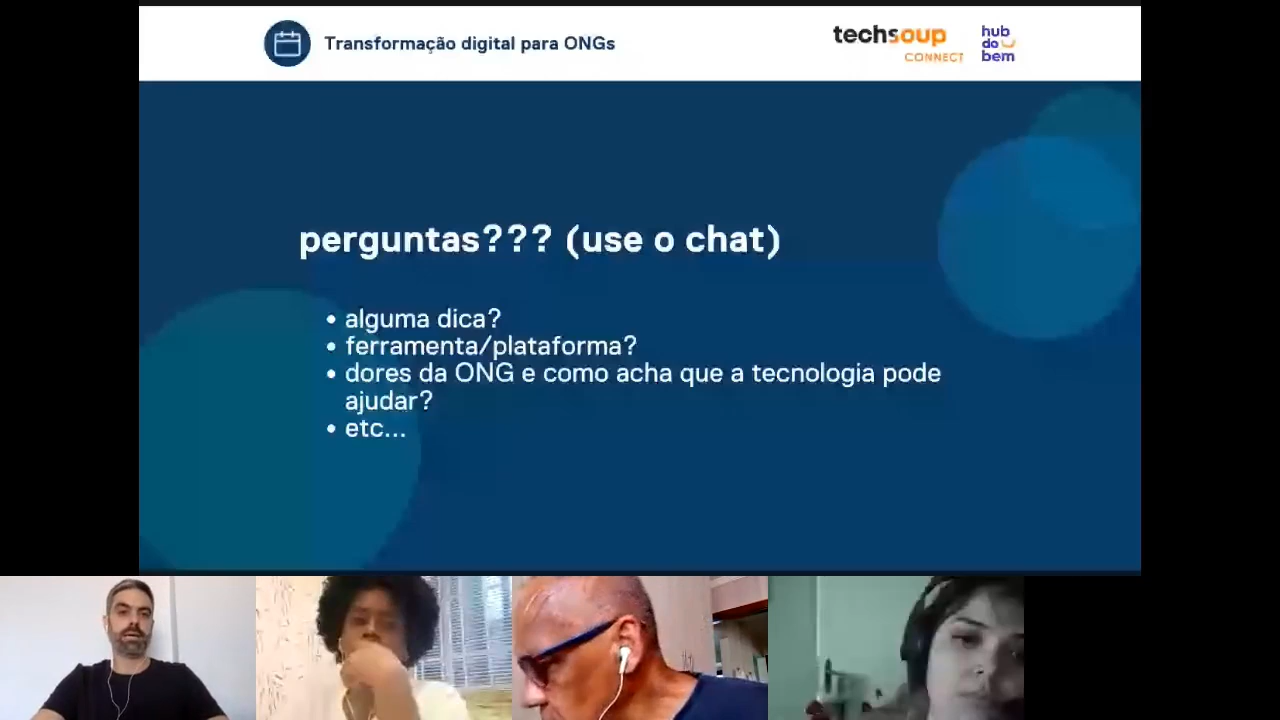 Transformação digital para ONGs
techsoup
CONNECT
hub
do
bem
perguntas??? (use o chat)
• alguma dica?
• ferramenta/plataforma?
• dores da ONG e como acha que a tecnologia pode
ajudar?
• etc...